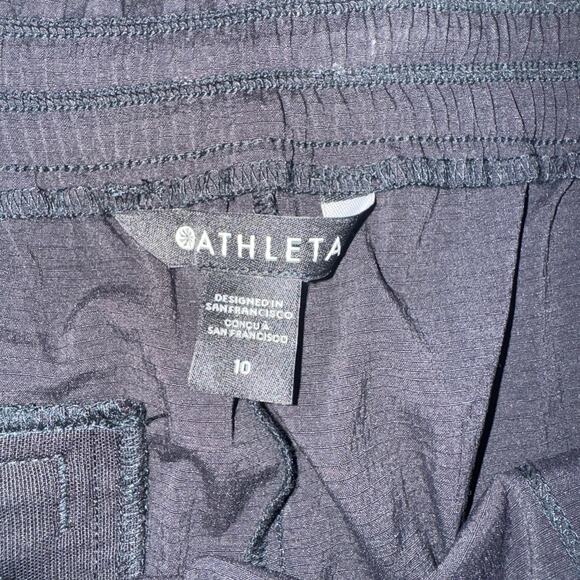 ATHLETA
DESIGNED IN
SAN FRANCISCO
CONÇU À
SAN FRANCISCO
10